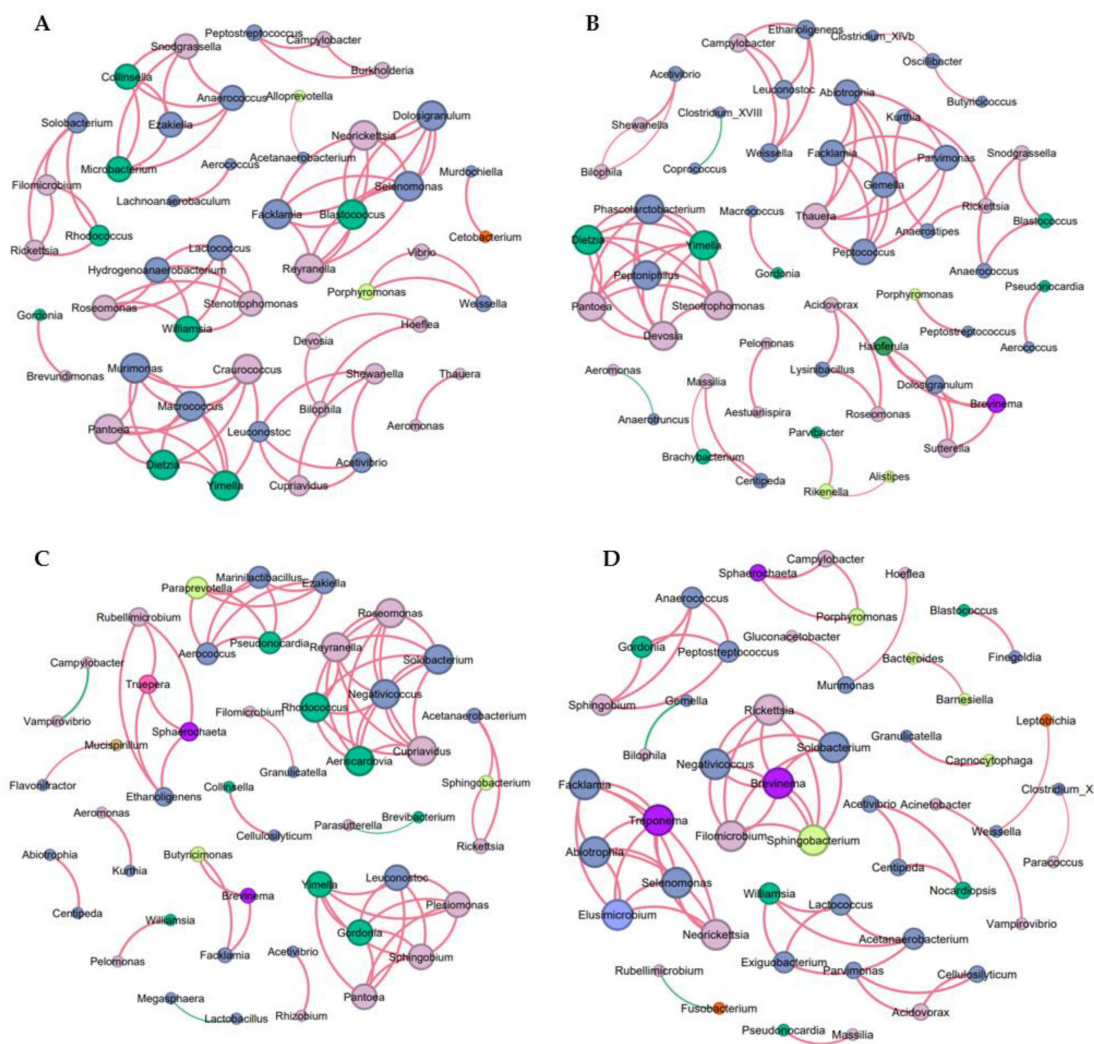 A
Snodgrassella
Peptostreptococcus
Campylobacter
Burkholderia
Collinsella
Anaerococcus
Alloprevotella
Solobacterium
Ezakiella
Neorickettsia
Dolosigranulum
Microbacterium
Aerococcus
Acetanaerobacterium
Murdochiella
Filomicrobium
Lachnoanaerobaculum
Selenomonas
Facklamia
Blastococcus
Rhodococcus
Cetobacterium
Rickettsia
Lactococcus
Hydrogenoanaerobacterium
Reyranella
Vibrio
Porphyromonas
Weissella
Roseomonas
Stenotrophomonas
Gordonia
Williamsia
Hoeflea
Devosia
Brevundimonas
Murimonas
Craurococcus
Shewanella
Thauera
Macrococcus
Bilophila
Pantoea
Leuconostoc
Aeromonas
Dietzia
Acetivibrio
Yimella
Cupriavidus
B
Ethanoligenens
Clostridium_XIVb
Campylobacter
Oscillibacter
Acetivibrio
Leuconostoc
Abiotrophia
Butyricicoccus
Clostridium_XVIII
Kurthia
Shewanella
Weissella
Facklamia
Parvimonas
Snodgrassella
Bilophila
Coprococcus
Gemella
Phascolarctobacterium
Macrococcus
Thauera
Rickettsia
Blastococcus
Dietzia
Yimella
Anaerostipes
Peptococcus
Peptoniphilus
Gordonia
Anaerococcus
Pseudonocardia
Pantoea
Stenotrophomonas
Acidovorax
Porphyromonas
Devosia
Peptostreptococcus
Pelomonas
Haloferula
Aerococcus
Aeromonas
Massilia
Lysinibacillus
Dolosigranulum
Anaerotruncus
Aestuariispira
Roseomonas
Brevinema
Parvibacter
Brachybacterium
Sutterella
Centipeda
Alistipes
Rikenella
C
Marinilactibacillus
Paraprevotella
Ezakiella
Rubellimicrobium
Roseomonas
Pseudonocardia
Reyranella
Aerococcus
Solobacterium
Campylobacter
Truepera
Negativicoccus
Vampirovibrio
Rhodococcus
Filomicrobium
Acetanaerobacterium
Sphaerochaeta
Mucispirillum
Cupriavidus
Aeriscardovia
Flavonifractor
Granulicatella
Sphingobacterium
Ethanoligenens
Collinsella
Aeromonas
Brevibacterium
Parasutterella
Cellulosilyticum
Rickettsia
Abiotrophia
Butyricimonas
Kurthia
Leuconostoc
Yimella
Centipeda
Brevinema
Plesiomonas
Williamsia
Gordonia
Facklamia
Acetivibrio
Sphingobium
Pelomonas
Pantoea
Megasphaera
Lactobacillus
Rhizobium
D
Campylobacter
Sphaerochaeta
Hoeflea
Anaerococcus
Porphyromonas
Blastococcus
Gluconacetobacter
Gordonia
Peptostreptococcus
Bacteroides
Finegoldia
Murimonas
Sphingobium
Gemella
Barnesiella
Rickettsia
Leptotrichia
Bilophila
Solobacterium
Granulicatella
Negativicoccus
Capnocytophaga
Facklamia
Brevinema
Clostridium_XI
Treponema
Acetivibrio
Acinetobacter
Filomicrobium
Sphingobacterium
Weissella
Abiotrophia
Centipeda
Paracoccus
Selenomonas
Williamsia
Nocardiopsis
Elusimicrobium
Lactococcus
Neorickettsia
Vampirovibrio
Acetanaerobacterium
Exiguobacterium
Rubellimicrobium
Parvimonas
Cellulosilyticum
Fusobacterium
Acidovorax
Pseudonocardia
Massilia